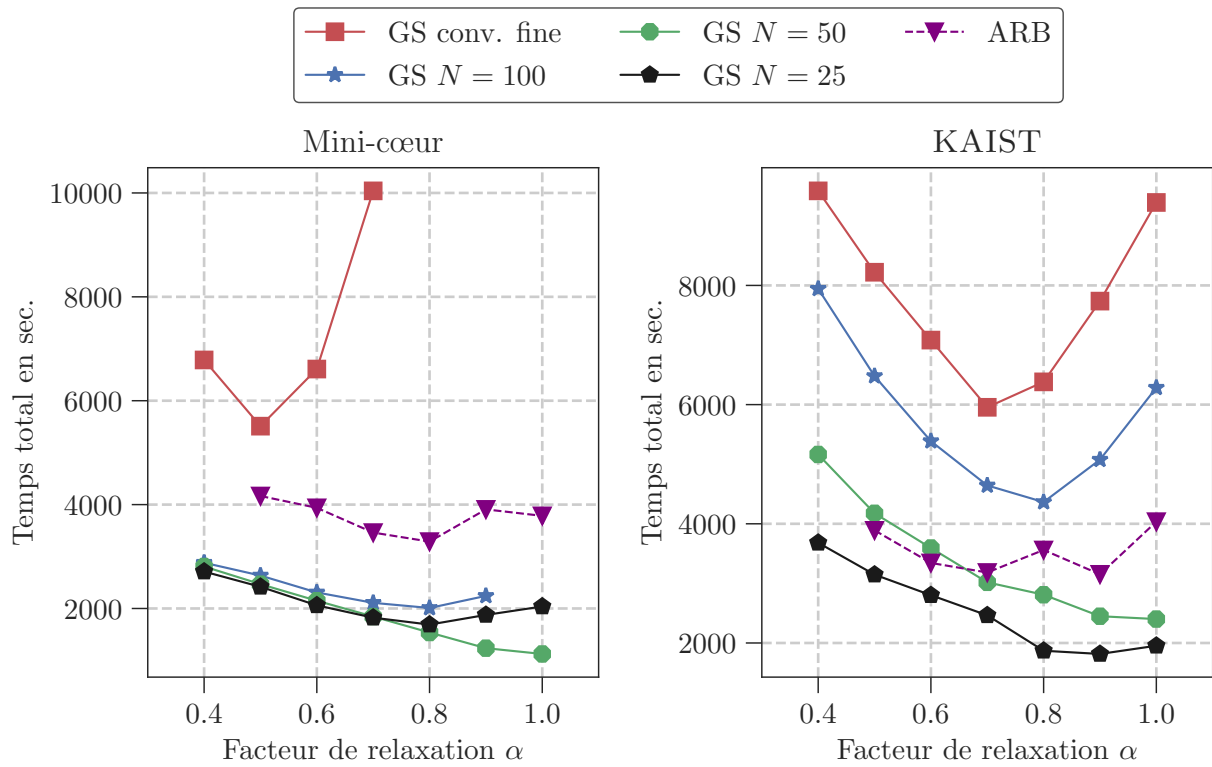 GS conv. fine
GS N = 100
GS N = 50
GS N = 25
ARB
Mini-cœur
10000
8000
6000
4000
2000
Temps total en sec.
0.4 0.6 0.8 1.0
Facteur de relaxation α
KAIST
8000
6000
4000
2000
Temps total en sec.
0.4 0.6 0.8 1.0
Facteur de relaxation α